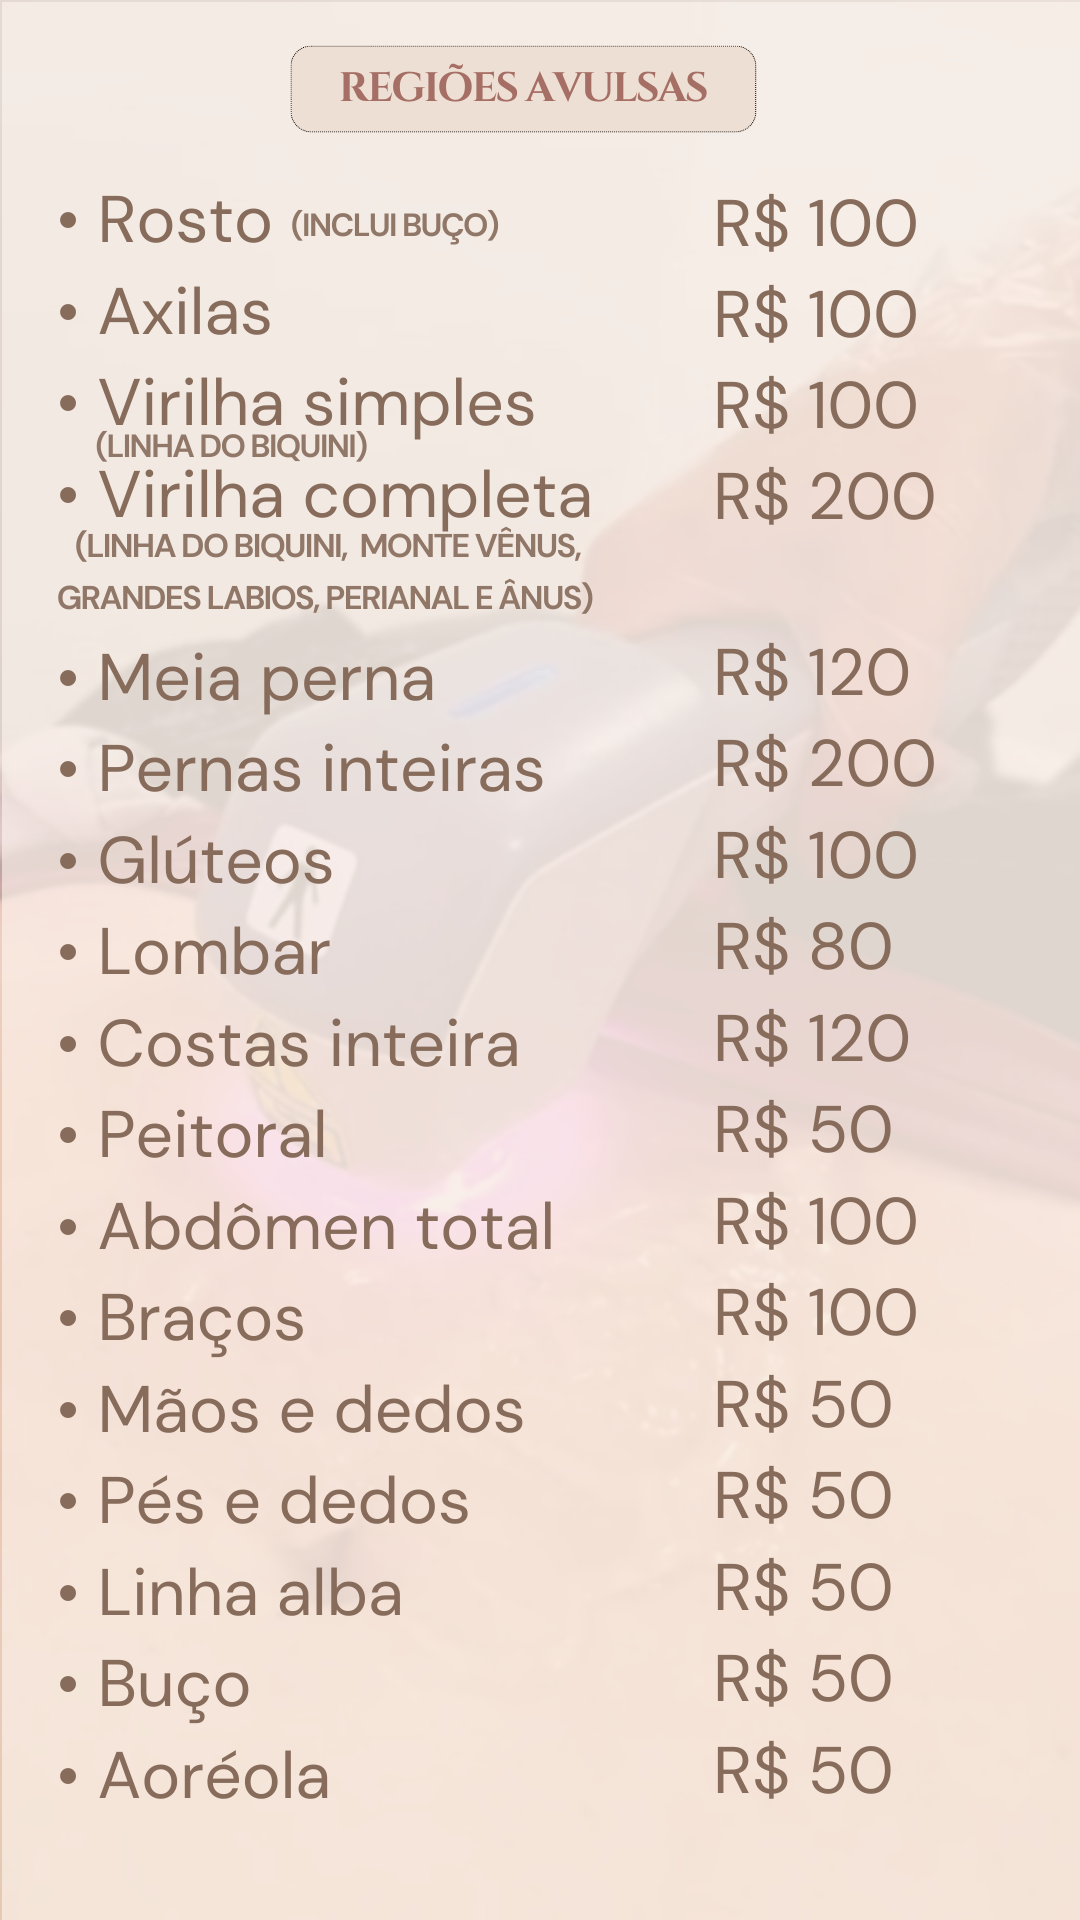 REGIÕES AVULSAS
• Rosto (INCLUI BUÇO) R$ 100
• Axilas R$ 100
• Virilha simples R$ 100
(LINHA DO BIQUINI)
• Virilha completa R$ 200
(LINHA DO BIQUINI, MONTE VÊNUS,
GRANDES LABIOS, PERIANAL E ÂNUS)
• Meia perna R$ 120
• Pernas inteiras R$ 200
• Glúteos R$ 100
• Lombar R$ 80
• Costas inteira R$ 120
• Peitoral R$ 50
• Abdômen total R$ 100
• Braços R$ 100
• Mãos e dedos R$ 50
• Pés e dedos R$ 50
• Linha alba R$ 50
• Buço R$ 50
• Aoréola R$ 50